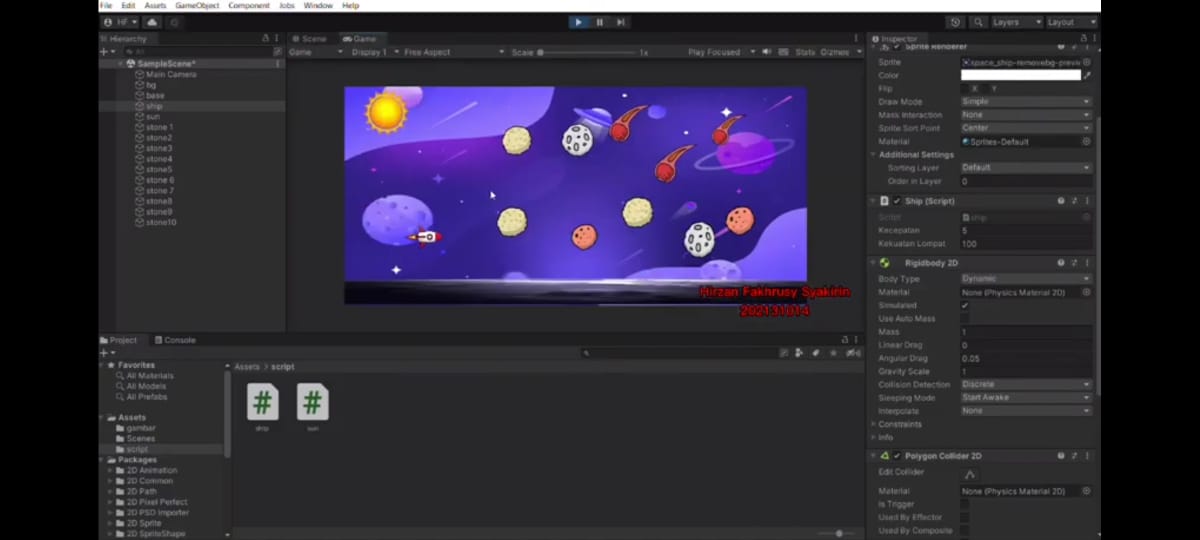 File Edit Assets GameObject Component Jobs Window Help
HF
Layers Layout
Hierarchy
All
SampleScene*
Main Camera
bg
base
ship
sun
stone 1
stone2
stone3
stone4
stone5
stone 6
stone 7
stone8
stone9
stone10
Scene Game
Game Display 1 Free Aspect Scale 1x Play Focused Stats Gizmos
Hirzan Fakhrusy Syakirin
202131014
Project Console
Favorites
All Materials
All Models
All Prefabs
Assets
gambar
Scenes
script
Packages
2D Animation
2D Common
2D Path
2D Pixel Perfect
2D PSD Importer
2D Sprite
2D SpriteShape
Assets > script
ship sun
Inspector
Sprite Renderer
Sprite space_ship-removebg-previe
Color
Flip X Y
Draw Mode Simple
Mask Interaction None
Sprite Sort Point Center
Material Sprites-Default
Additional Settings
Sorting Layer Default
Order in Layer 0
Ship (Script)
Script ship
Kecepatan 5
Kekuatan Lompat 100
Rigidbody 2D
Body Type Dynamic
Material None (Physics Material 2D)
Simulated
Use Auto Mass
Mass 1
Linear Drag 0
Angular Drag 0.05
Gravity Scale 1
Collision Detection Discrete
Sleeping Mode Start Awake
Interpolate None
Constraints
Info
Polygon Collider 2D
Edit Collider
Material None (Physics Material 2D)
Is Trigger
Used By Effector
Used By Composite